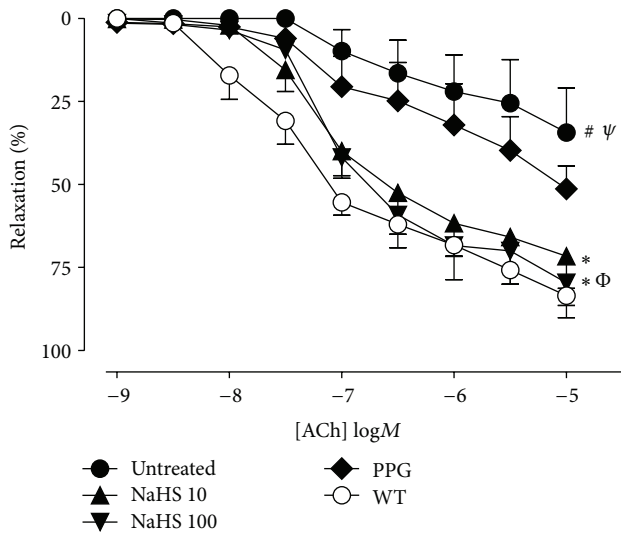 0
25
50
75
100
Relaxation (%)
# ψ
*
* Φ
−9 −8 −7 −6 −5
[ACh] logM
Untreated
NaHS 10
NaHS 100
PPG
WT